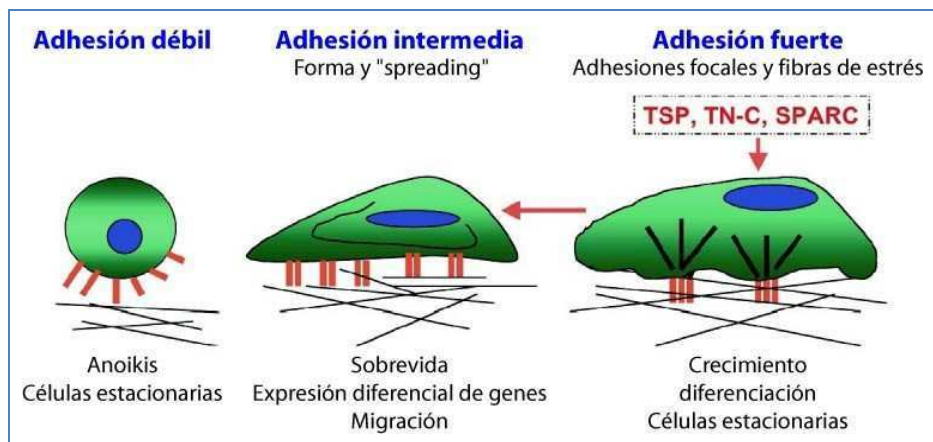 Adhesión débil
Adhesión intermedia
Forma y "spreading"
Adhesión fuerte
Adhesiones focales y fibras de estrés
TSP, TN-C, SPARC
Anoikis
Células estacionarias
Sobrevida
Expresión diferencial de genes
Migración
Crecimiento
diferenciación
Células estacionarias